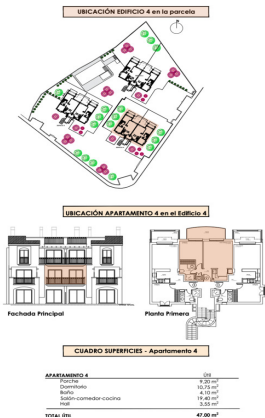 UBICACIÓN EDIFICIO 4 en la parcela
UBICACIÓN APARTAMENTO 4 en el Edificio 4
Fachada Principal
Planta Primera
CUADRO SUPERFICIES - Apartamento 4
APARTAMENTO 4 Útil
Porche 9,20 m²
Dormitorio 10,75 m²
Baño 4,10 m²
Salón-comedor-cocina 19,40 m²
Hall 3,55 m²
TOTAL (ÚTIL) 47,00 m²